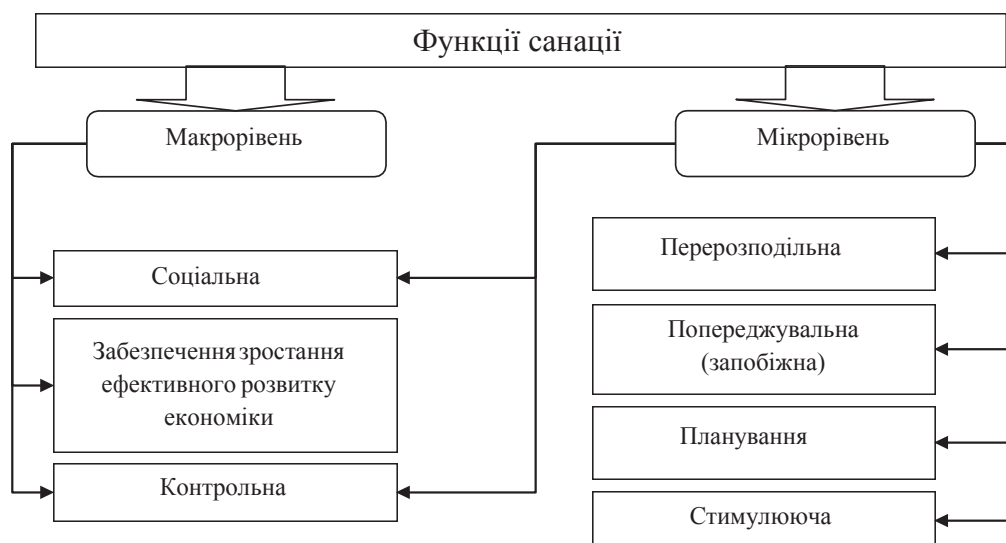 Функції санації
Макрорівень
Мікрорівень
Соціальна
Забезпечення зростання
ефективного розвитку
економіки
Контрольна
Перерозподільна
Попереджувальна
(запобіжна)
Планування
Стимулююча